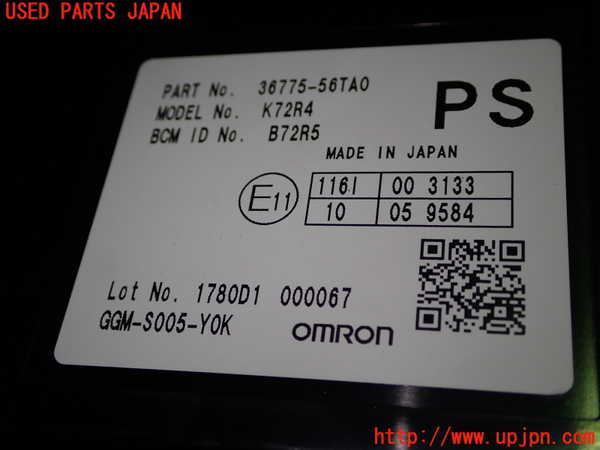 USED PARTS JAPAN
PART No. 36775-56TA0
MODEL No. K72R4
BCM ID No. B72R5
PS
MADE IN JAPAN
E11
116I 00 3133
10 05 9584
Lot No. 1780D1 000067
GGM-S005-Y0K
OMRON
http://www.upjpn.com/